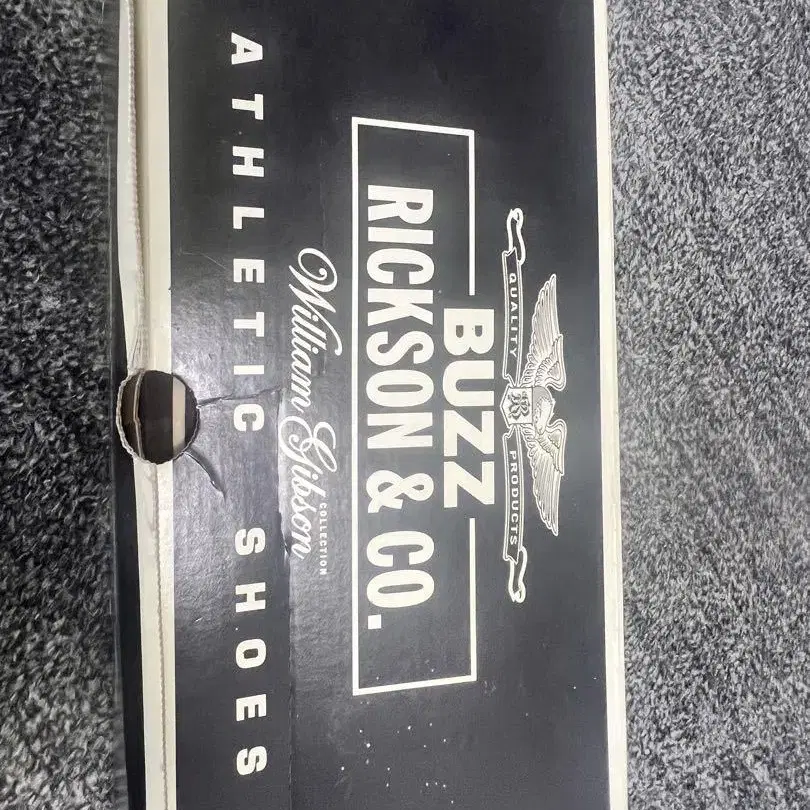 QUALITY PRODUCTS
BUZZ
RICKSON & CO.
William Gibson
COLLECTION
ATHLETIC SHOES